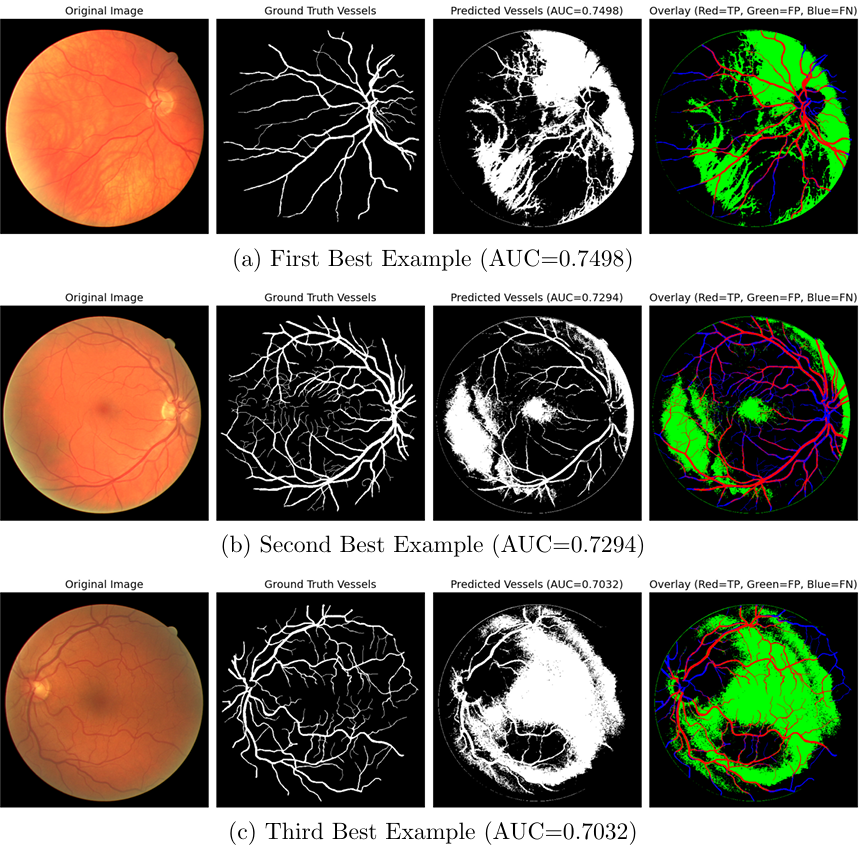 Original Image Ground Truth Vessels Predicted Vessels (AUC=0.7498) Overlay (Red=TP, Green=FP, Blue=FN)
(a) First Best Example (AUC=0.7498)
Original Image Ground Truth Vessels Predicted Vessels (AUC=0.7294) Overlay (Red=TP, Green=FP, Blue=FN)
(b) Second Best Example (AUC=0.7294)
Original Image Ground Truth Vessels Predicted Vessels (AUC=0.7032) Overlay (Red=TP, Green=FP, Blue=FN)
(c) Third Best Example (AUC=0.7032)